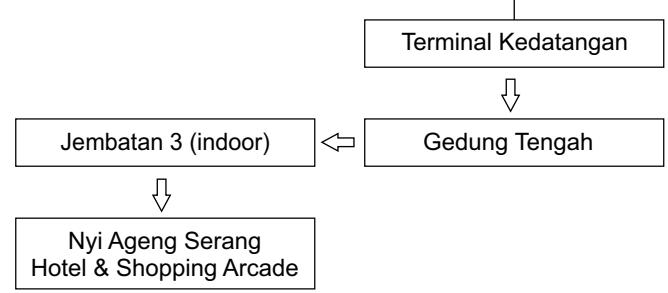 Terminal Kedatangan
Gedung Tengah
Jembatan 3 (indoor)
Nyi Ageng Serang
Hotel & Shopping Arcade